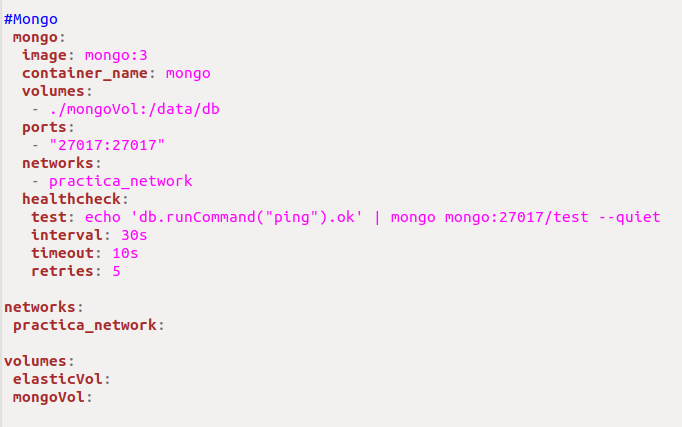 #Mongo
 mongo:
  image: mongo:3
  container_name: mongo
  volumes:
   - ./mongoVol:/data/db
  ports:
   - "27017:27017"
  networks:
   - practica_network
  healthcheck:
   test: echo 'db.runCommand("ping").ok' | mongo mongo:27017/test --quiet
   interval: 30s
   timeout: 10s
   retries: 5

networks:
 practica_network:

volumes:
 elasticVol:
 mongoVol: